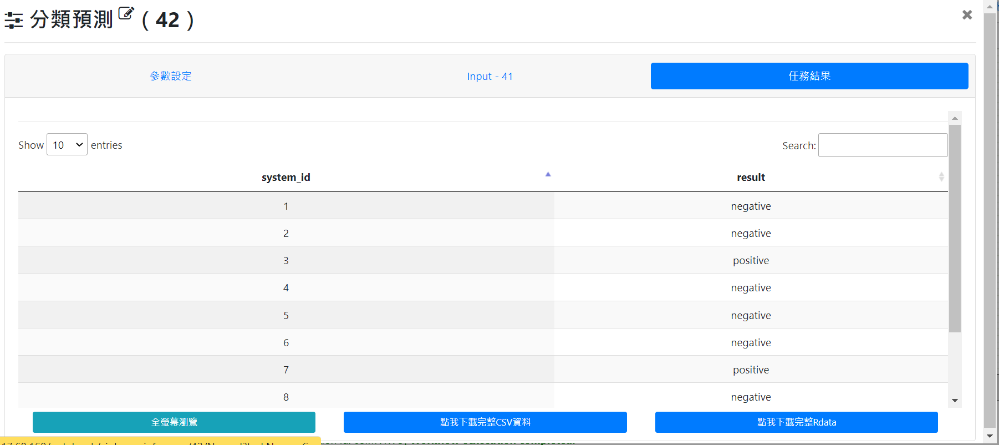 分類預測 ( 42 )
參數設定
Input - 41
任務結果
Show 10 entries
Search:
system_id result
1 negative
2 negative
3 positive
4 negative
5 negative
6 negative
7 positive
8 negative
全螢幕瀏覽
點我下載完整CSV資料
點我下載完整Rdata